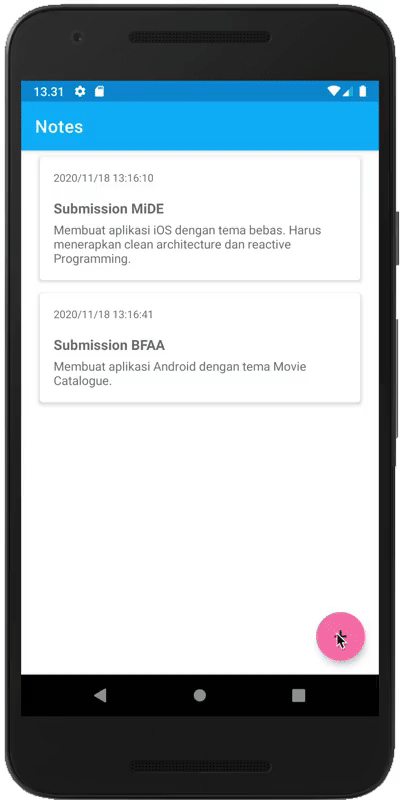 13.31
Notes
2020/11/18 13:16:10
Submission MiDE
Membuat aplikasi iOS dengan tema bebas. Harus
menerapkan clean architecture dan reactive
Programming.
2020/11/18 13:16:41
Submission BFAA
Membuat aplikasi Android dengan tema Movie
Catalogue.